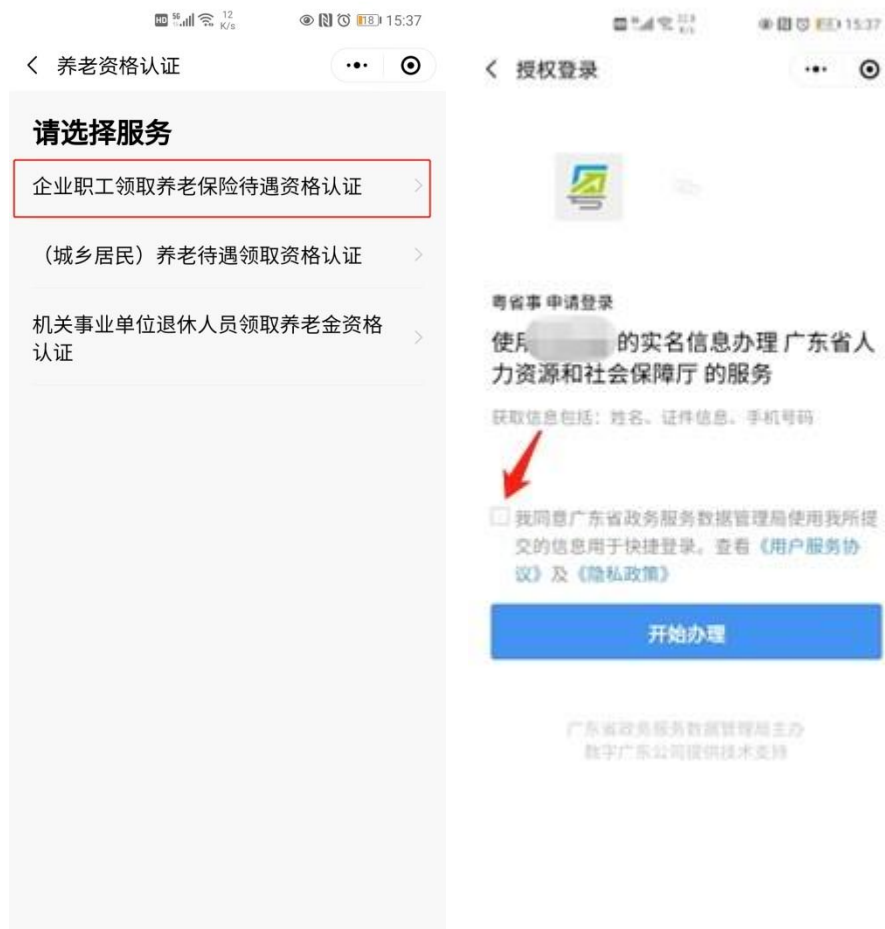 HD 5G 12 K/s 18 15:37
养老资格认证
请选择服务
企业职工领取养老保险待遇资格认证
（城乡居民）养老待遇领取资格认证
机关事业单位退休人员领取养老金资格
认证
15:37
授权登录
粤省事 申请登录
使用 的实名信息办理 广东省人
力资源和社会保障厅 的服务
获取信息包括：姓名、证件信息、手机号码
我同意广东省政务服务数据管理局使用我所提
交的信息用于快捷登录。查看《用户服务协
议》及《隐私政策》
开始办理
广东省政务服务数据管理局主办
数字广东公司提供技术支持